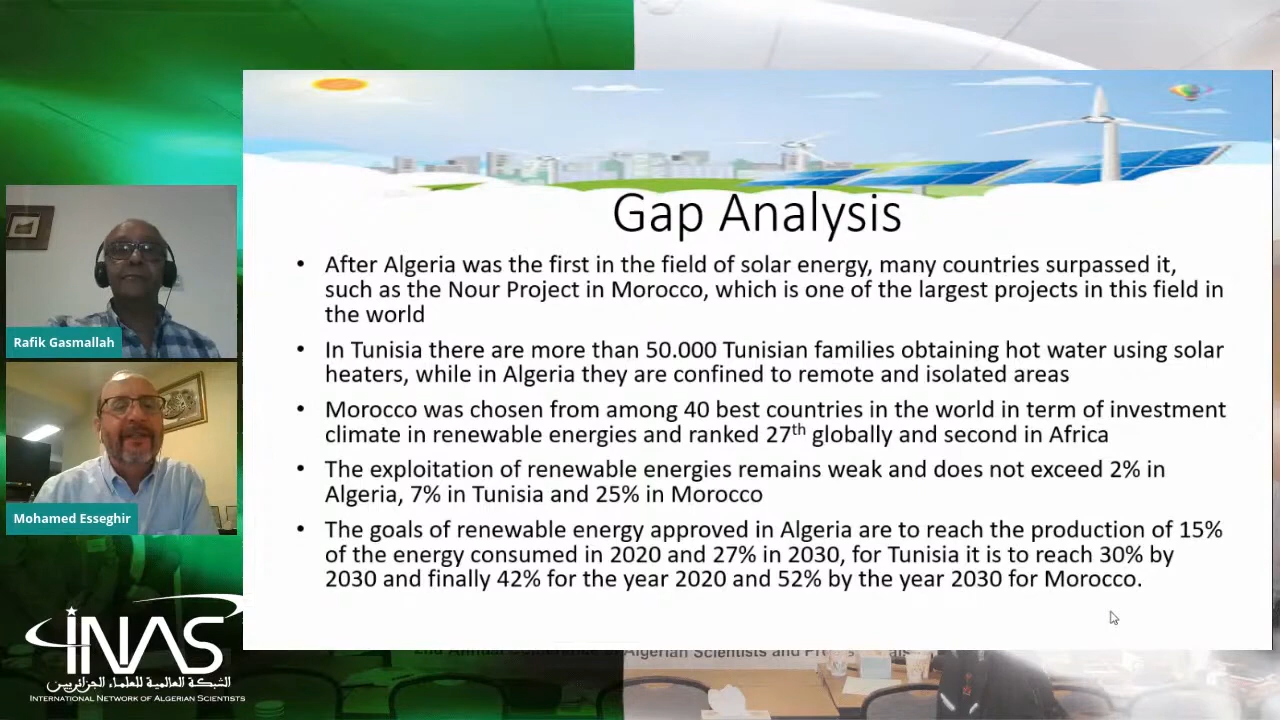 Gap Analysis
• After Algeria was the first in the field of solar energy, many countries surpassed it,
such as the Nour Project in Morocco, which is one of the largest projects in this field in
the world
• In Tunisia there are more than 50.000 Tunisian families obtaining hot water using solar
heaters, while in Algeria they are confined to remote and isolated areas
• Morocco was chosen from among 40 best countries in the world in term of investment
climate in renewable energies and ranked 27th globally and second in Africa
• The exploitation of renewable energies remains weak and does not exceed 2% in
Algeria, 7% in Tunisia and 25% in Morocco
• The goals of renewable energy approved in Algeria are to reach the production of 15%
of the energy consumed in 2020 and 27% in 2030, for Tunisia it is to reach 30% by
2030 and finally 42% for the year 2020 and 52% by the year 2030 for Morocco.
Rafik Gasmallah
Mohamed Esseghir
iNAS
الشبكة العالمية للعلماء الجزائريين
INTERNATIONAL NETWORK OF ALGERIAN SCIENTISTS
2nd Annual Conference Algerian Scientists and